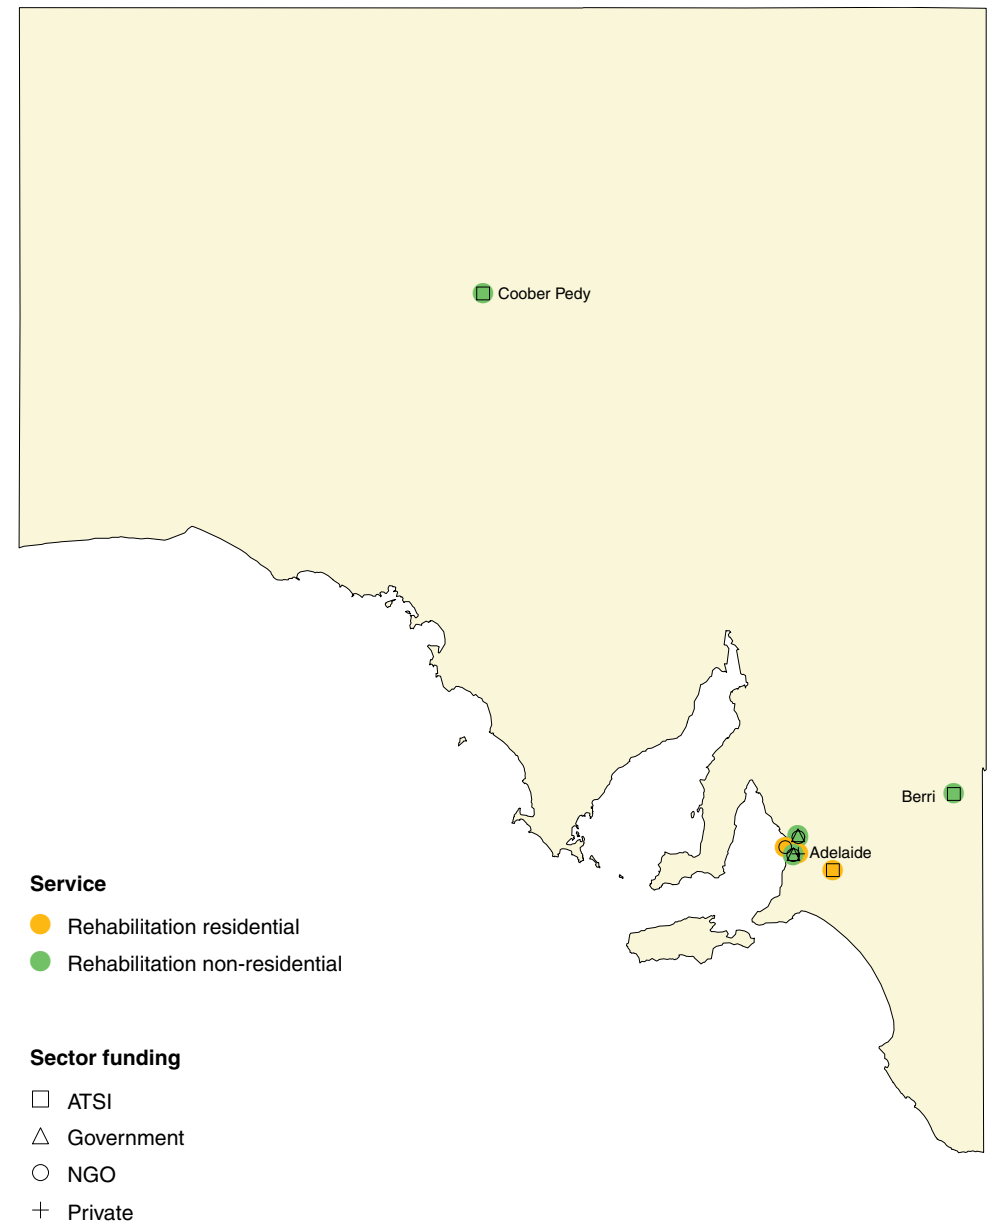 Coober Pedy
Berri
Adelaide
Service
Rehabilitation residential
Rehabilitation non-residential
Sector funding
ATSI
Government
NGO
Private